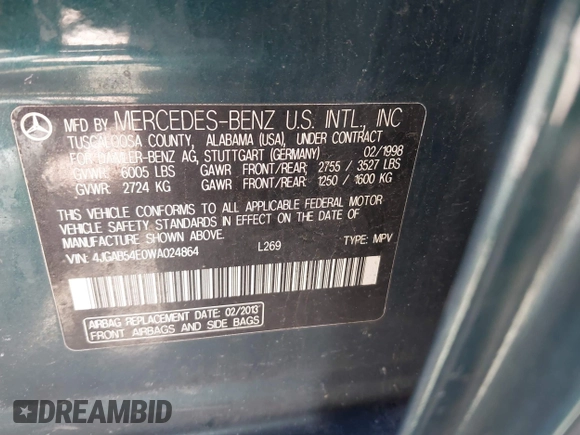 MFD BY MERCEDES-BENZ U.S. INTL., INC
TUSCALOOSA COUNTY, ALABAMA (USA), UNDER CONTRACT
FOR DAIMLER-BENZ AG, STUTTGART (GERMANY) 02/1998
GVWR: 6005 LBS GAWR FRONT/REAR: 2755 / 3527 LBS
GVWR: 2724 KG GAWR FRONT/REAR: 1250 / 1600 KG
THIS VEHICLE CONFORMS TO ALL APPLICABLE FEDERAL MOTOR
VEHICLE SAFETY STANDARDS IN EFFECT ON THE DATE OF
MANUFACTURE SHOWN ABOVE.
VIN: 4JGAB54E0WA024864 L269 TYPE: MPV
AIRBAG REPLACEMENT DATE: 02/2013
FRONT AIRBAGS AND SIDE BAGS
DREAMBID